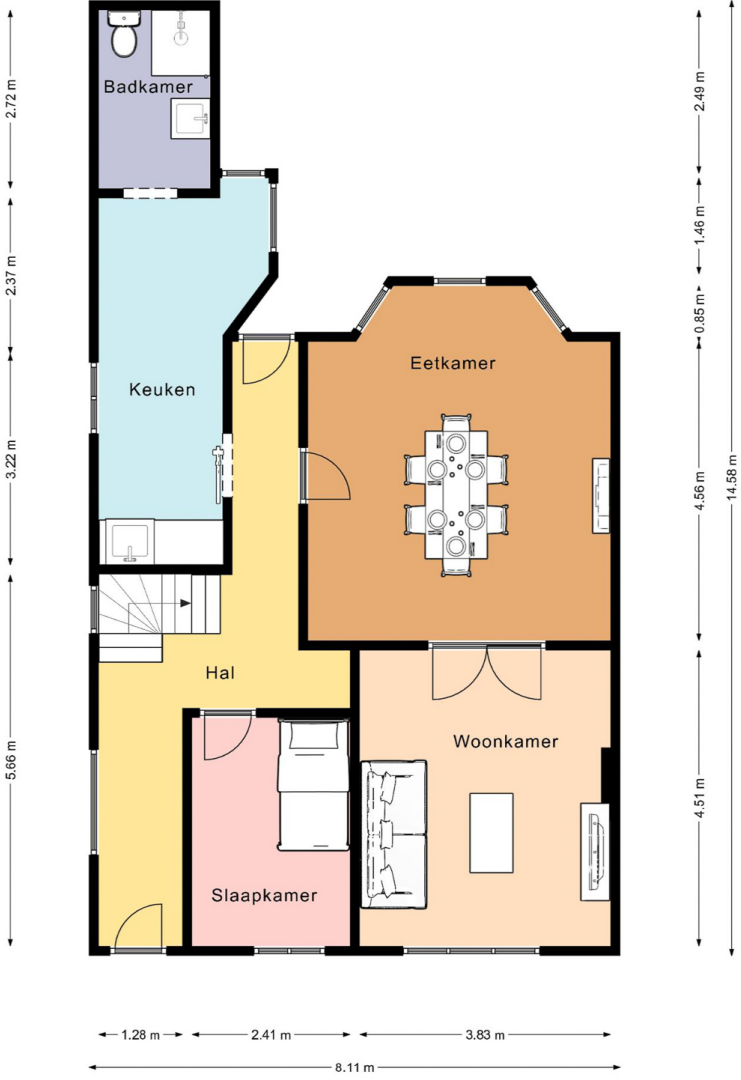 Badkamer
Keuken
Eetkamer
Hal
Woonkamer
Slaapkamer
2.72 m
2.37 m
3.22 m
5.66 m
2.49 m
1.46 m
0.85 m
4.56 m
4.51 m
14.58 m
1.28 m
2.41 m
3.83 m
8.11 m